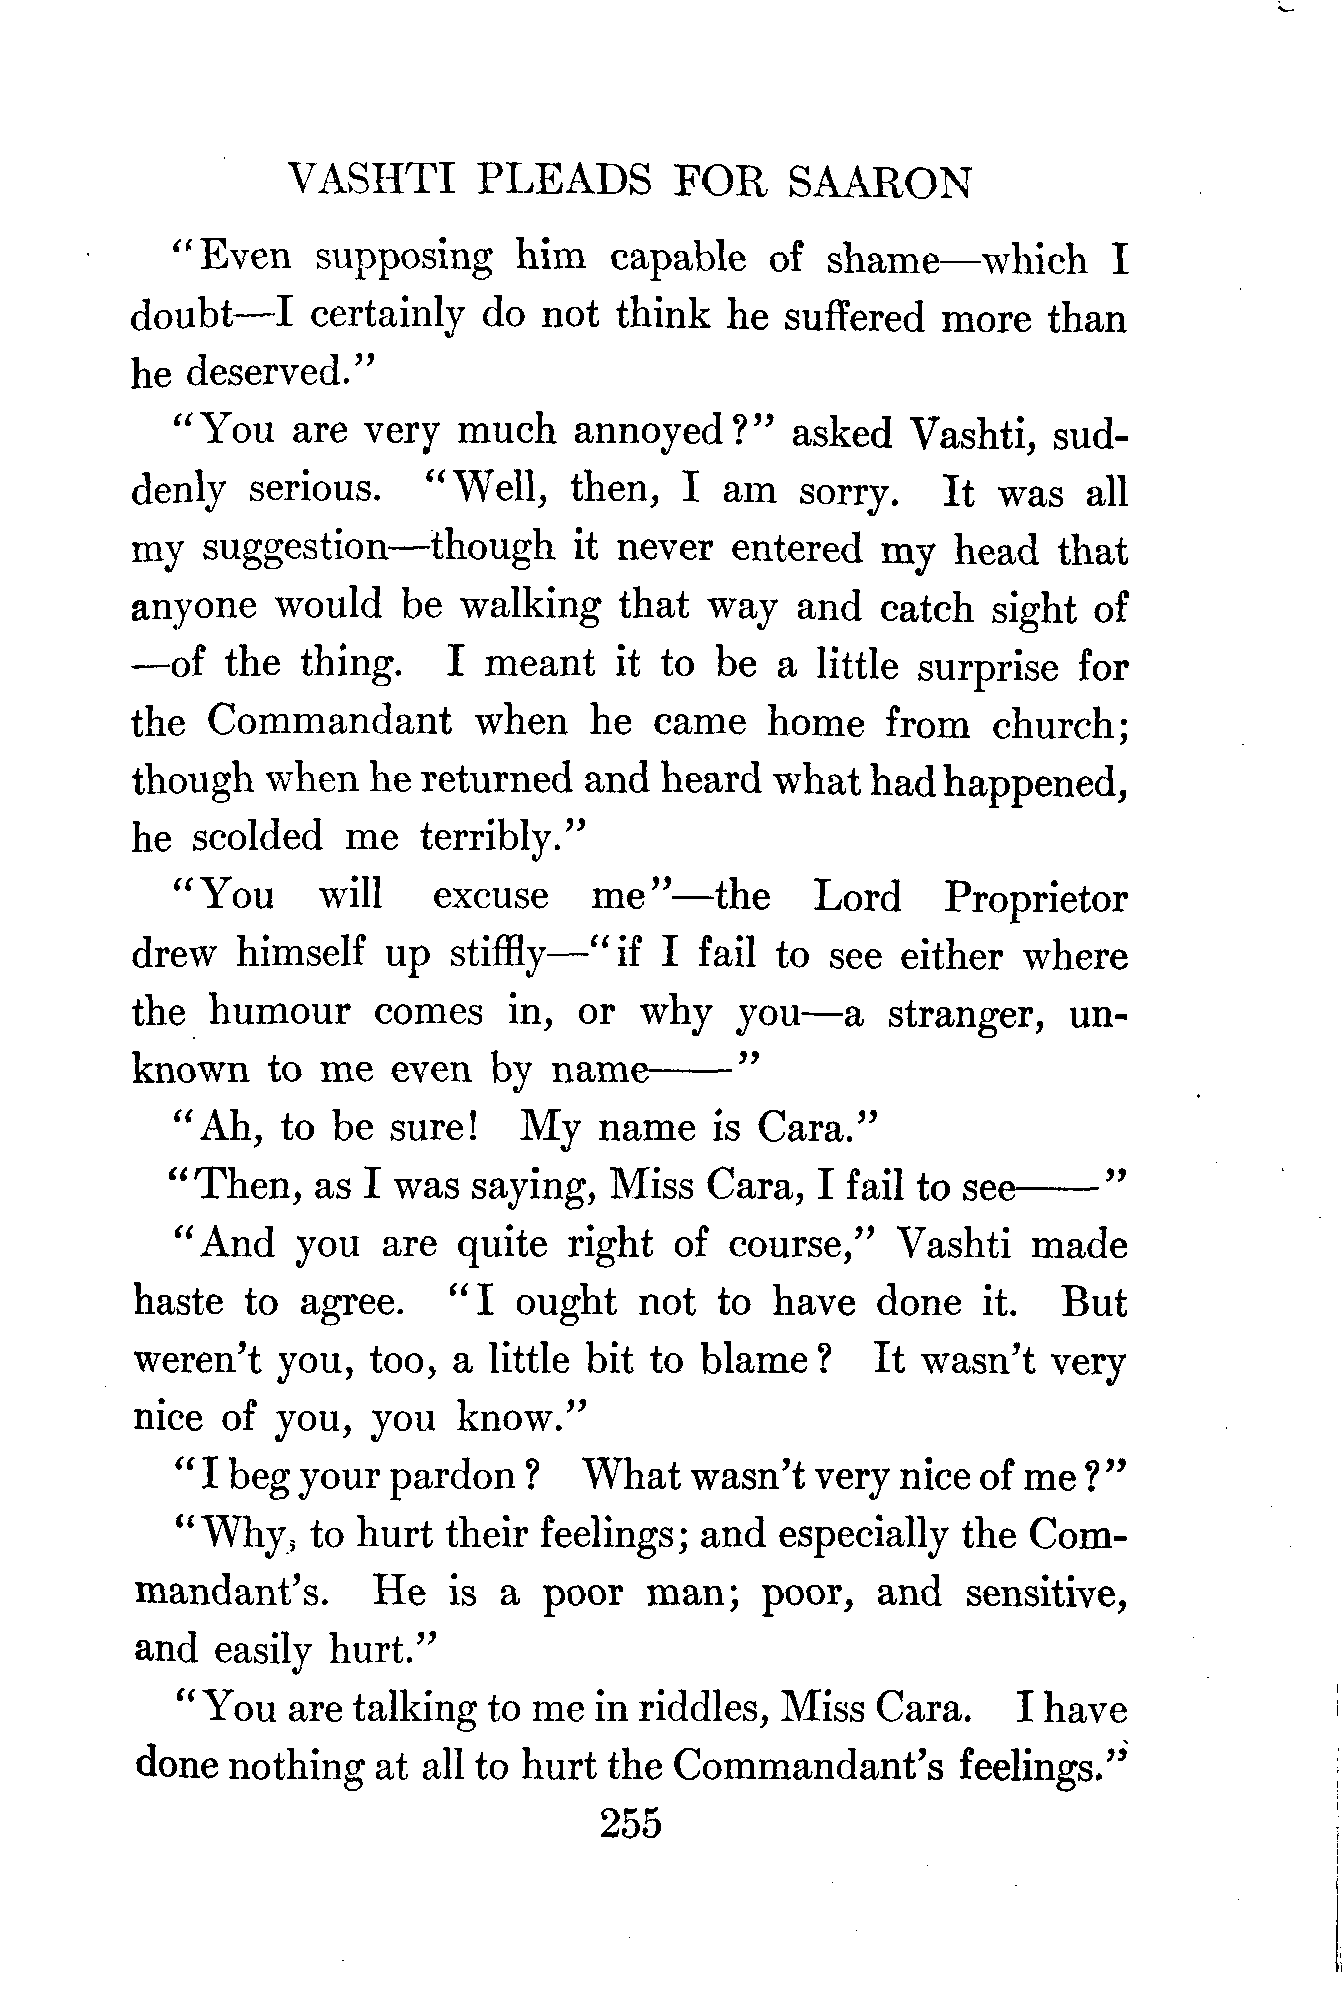 VASHTI PLEADS FOR SAARON
"Even supposing him capable of shame—which I
doubt—I certainly do not think he suffered more than
he deserved."
"You are very much annoyed?" asked Vashti, sud-
denly serious. "Well, then, I am sorry. It was all
my suggestion—though it never entered my head that
anyone would be walking that way and catch sight of
—of the thing. I meant it to be a little surprise for
the Commandant when he came home from church;
though when he returned and heard what had happened,
he scolded me terribly."
"You will excuse me"—the Lord Proprietor
drew himself up stiffly—"if I fail to see either where
the humour comes in, or why you—a stranger, un-
known to me even by name——"
"Ah, to be sure! My name is Cara."
"Then, as I was saying, Miss Cara, I fail to see——"
"And you are quite right of course," Vashti made
haste to agree. "I ought not to have done it. But
weren't you, too, a little bit to blame? It wasn't very
nice of you, you know."
"I beg your pardon? What wasn't very nice of me?"
"Why, to hurt their feelings; and especially the Com-
mandant's. He is a poor man; poor, and sensitive,
and easily hurt."
"You are talking to me in riddles, Miss Cara. I have
done nothing at all to hurt the Commandant's feelings."
255